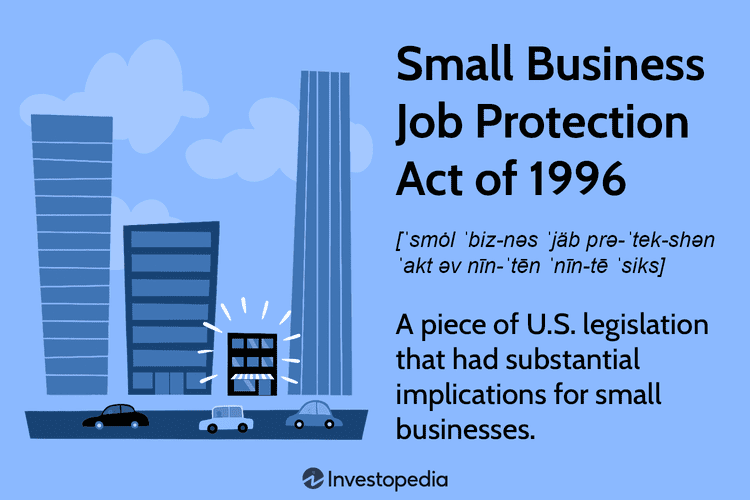 Small Business
Job Protection
Act of 1996
[ˈsmȯl ˈbiz-nəs ˈjäb prə-ˈtek-shən
ˈakt əv nīn-ˈtēn ˈnīn-tē ˈsiks]
A piece of U.S. legislation
that had substantial
implications for small
businesses.
Investopedia